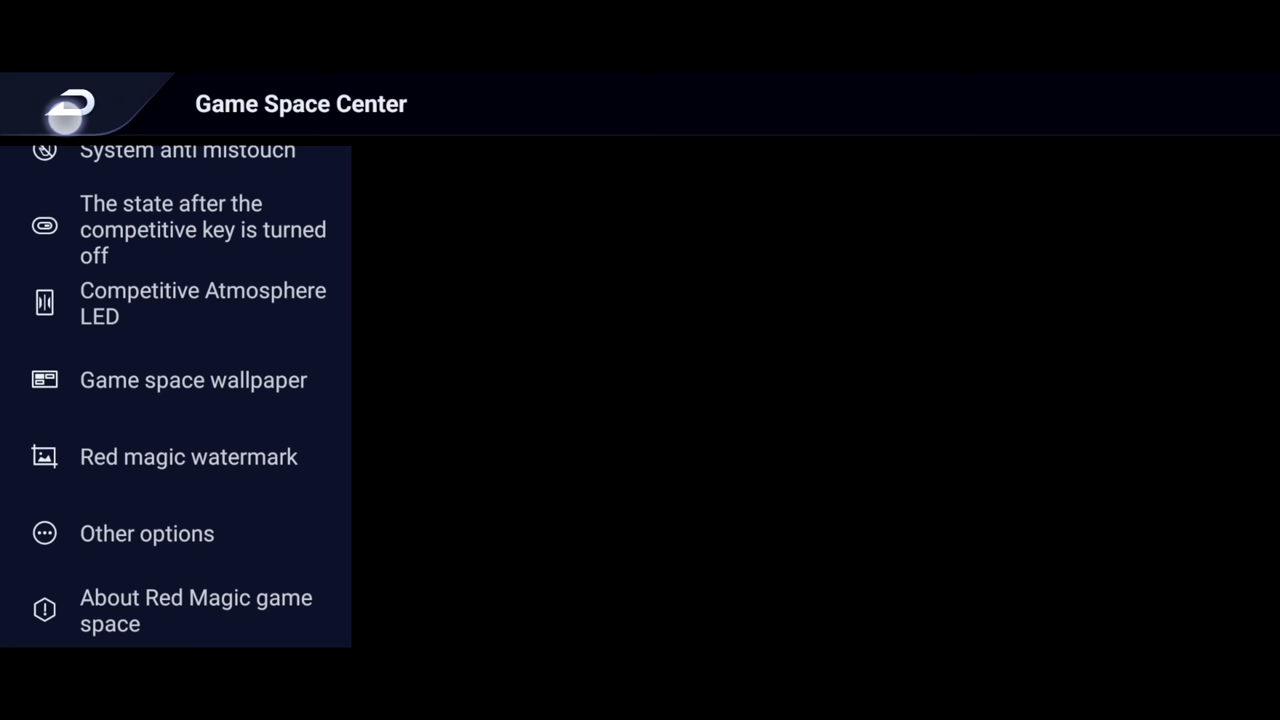 Game Space Center
System anti mistouch
The state after the
competitive key is turned
off
Competitive Atmosphere
LED
Game space wallpaper
Red magic watermark
Other options
About Red Magic game
space